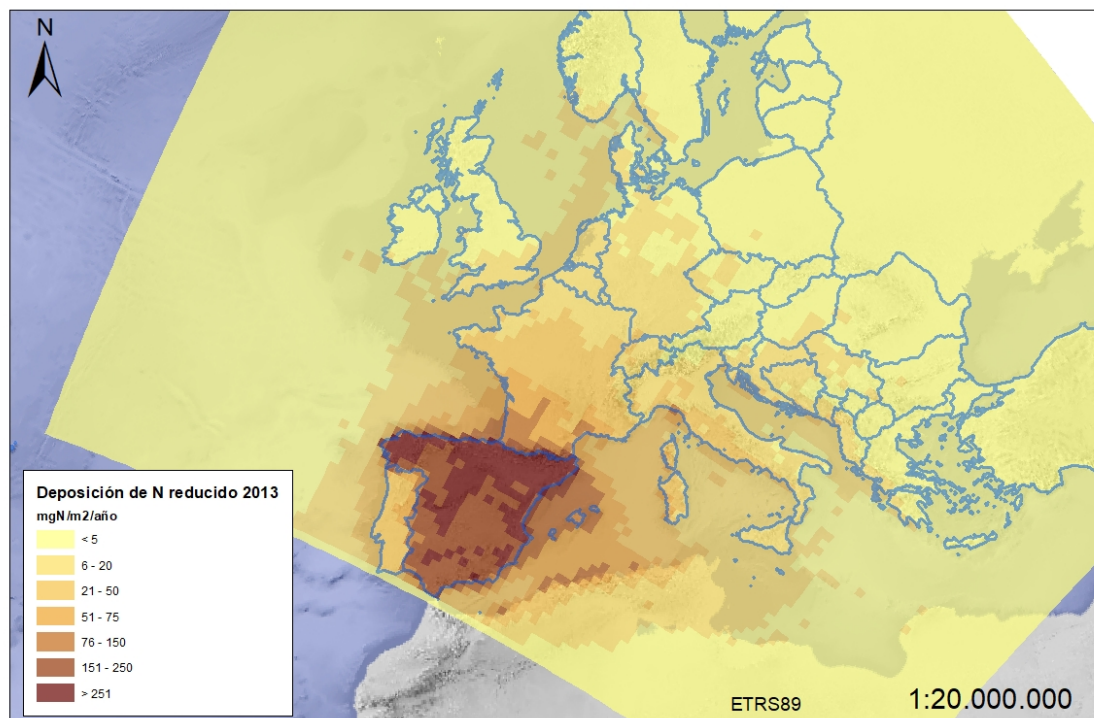 N
Deposición de N reducido 2013
mgN/m2/año
< 5
6 - 20
21 - 50
51 - 75
76 - 150
151 - 250
> 251
ETRS89
1:20.000.000